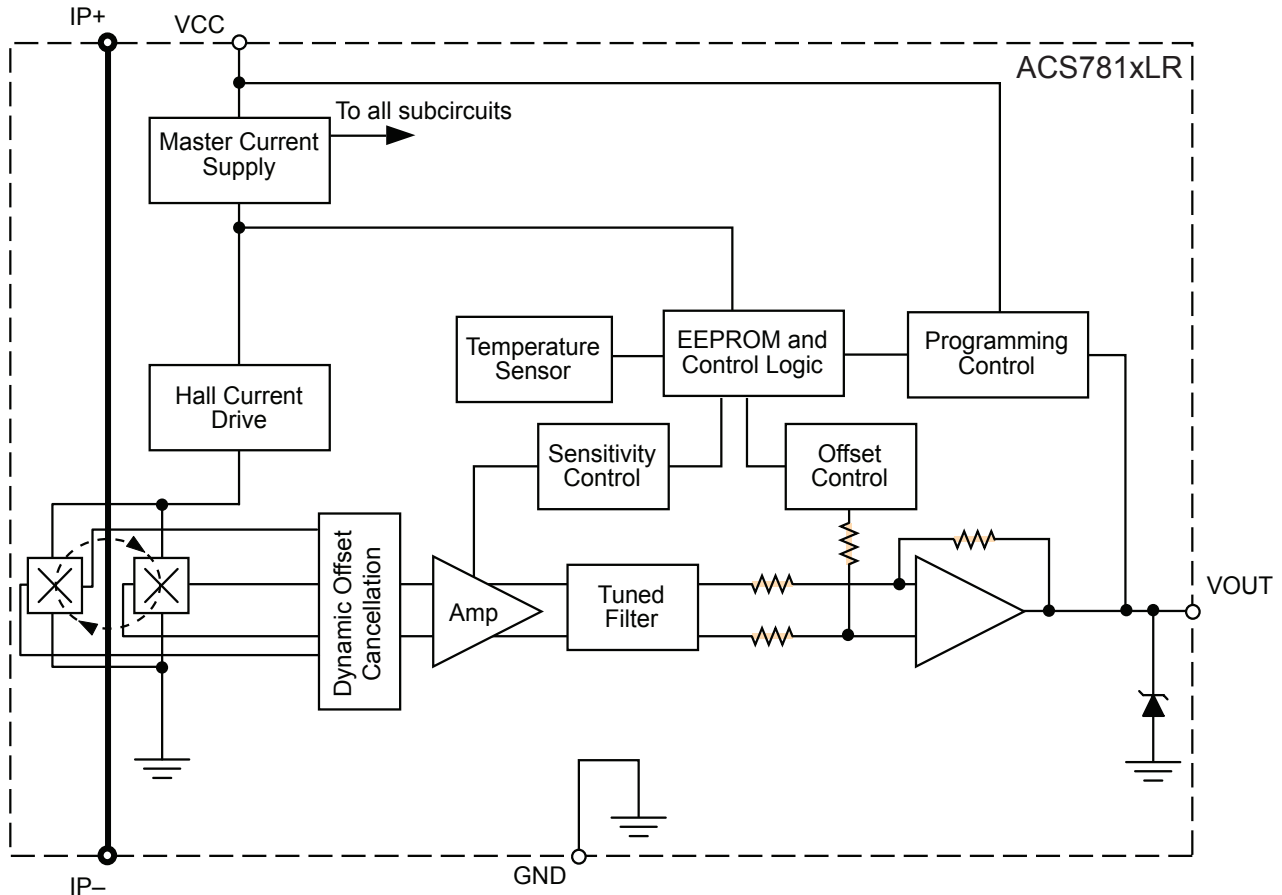 IP+
VCC
ACS781xLR
To all subcircuits
Master Current
Supply
Temperature
Sensor
EEPROM and
Control Logic
Programming
Control
Hall Current
Drive
Sensitivity
Control
Offset
Control
Dynamic Offset
Cancellation
Amp
Tuned
Filter
VOUT
GND
IP–